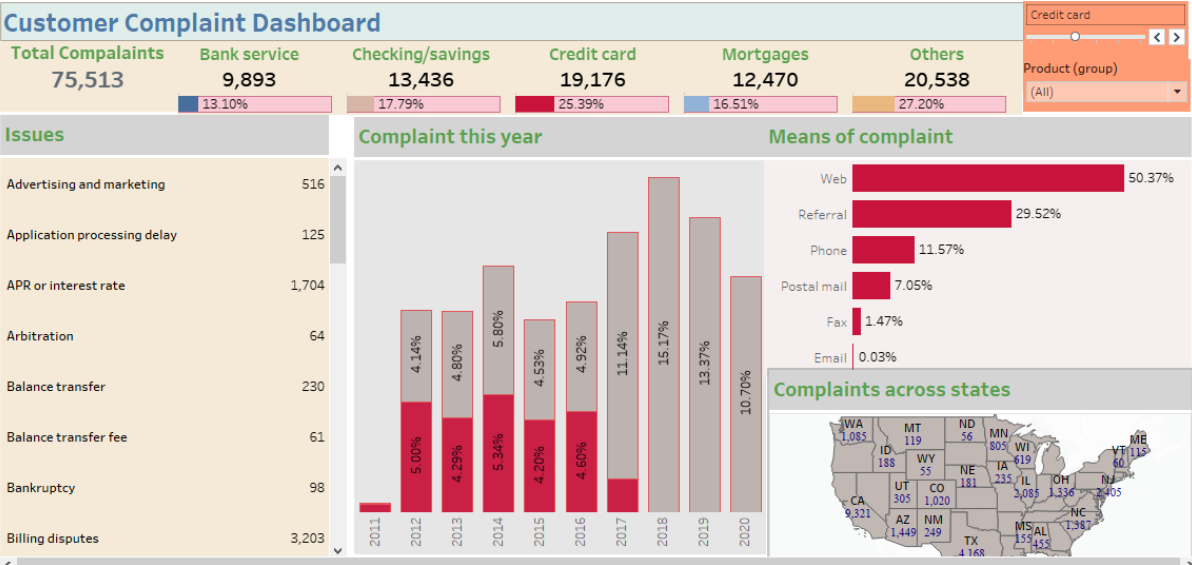 Customer Complaint Dashboard
Credit card
Product (group)
(All)
Total Compalaints
75,513
Bank service
9,893
13.10%
Checking/savings
13,436
17.79%
Credit card
19,176
25.39%
Mortgages
12,470
16.51%
Others
20,538
27.20%
Issues
Advertising and marketing 516
Application processing delay 125
APR or interest rate 1,704
Arbitration 64
Balance transfer 230
Balance transfer fee 61
Bankruptcy 98
Billing disputes 3,203
Complaint this year
4.14%
4.80%
5.80%
4.53%
4.92%
11.14%
15.17%
13.37%
10.70%
5.00%
4.29%
5.34%
4.20%
4.60%
2011
2012
2013
2014
2015
2016
2017
2018
2019
2020
Means of complaint
Web 50.37%
Referral 29.52%
Phone 11.57%
Postal mail 7.05%
Fax 1.47%
Email 0.03%
Complaints across states
WA
1,085
MT
119
ND
56
MN
805
WI
619
VT
60
ME
115
ID
188
WY
55
NE
181
IA
235
IL
2,085
OH
1,336
NJ
2,405
CA
9,321
UT
305
CO
1,020
AZ
1,449
NM
249
TX
4,168
MS
155
AL
455
NC
1,387